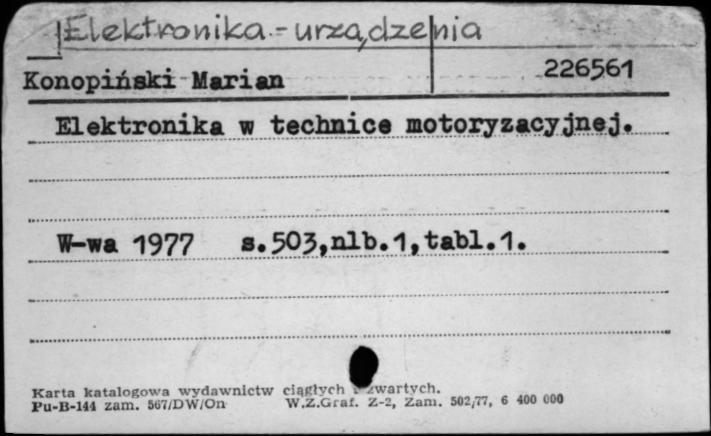 Elektronika - urządzenia
Konopiński Marian 226561
Elektronika w technice motoryzacyjnej.
W-wa 1977 s.503,nlb.1,tabl.1.
Karta katalogowa wydawnictw ciągłych zwartych.
Pu-B-144 zam. 567/DW/On W.Z.Graf. Z-2, Zam. 502/77, 6 400 000